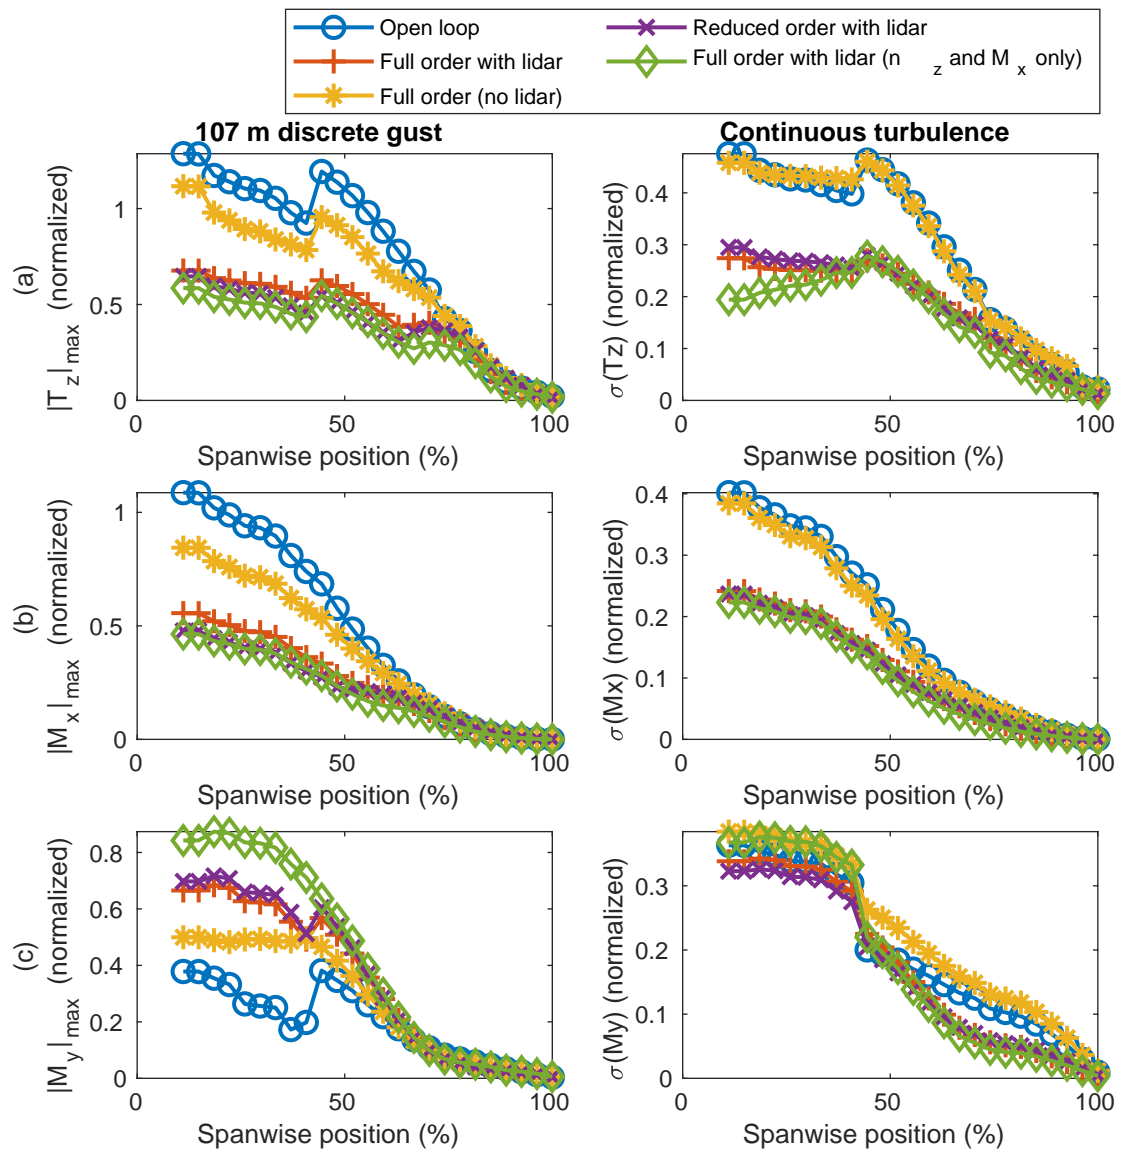 Open loop
Full order with lidar
Full order (no lidar)
Reduced order with lidar
Full order with lidar (n z and M x only)
107 m discrete gust
Continuous turbulence
(a)
|T z | max (normalized)
1
0.5
0
0 50 100
Spanwise position (%)
σ(Tz) (normalized)
0.4
0.3
0.2
0.1
0
0 50 100
Spanwise position (%)
(b)
|M x | max (normalized)
1
0.5
0
0 50 100
Spanwise position (%)
σ(Mx) (normalized)
0.4
0.3
0.2
0.1
0
0 50 100
Spanwise position (%)
(c)
|M y | max (normalized)
0.8
0.6
0.4
0.2
0
0 50 100
Spanwise position (%)
σ(My) (normalized)
0.3
0.2
0.1
0
0 50 100
Spanwise position (%)